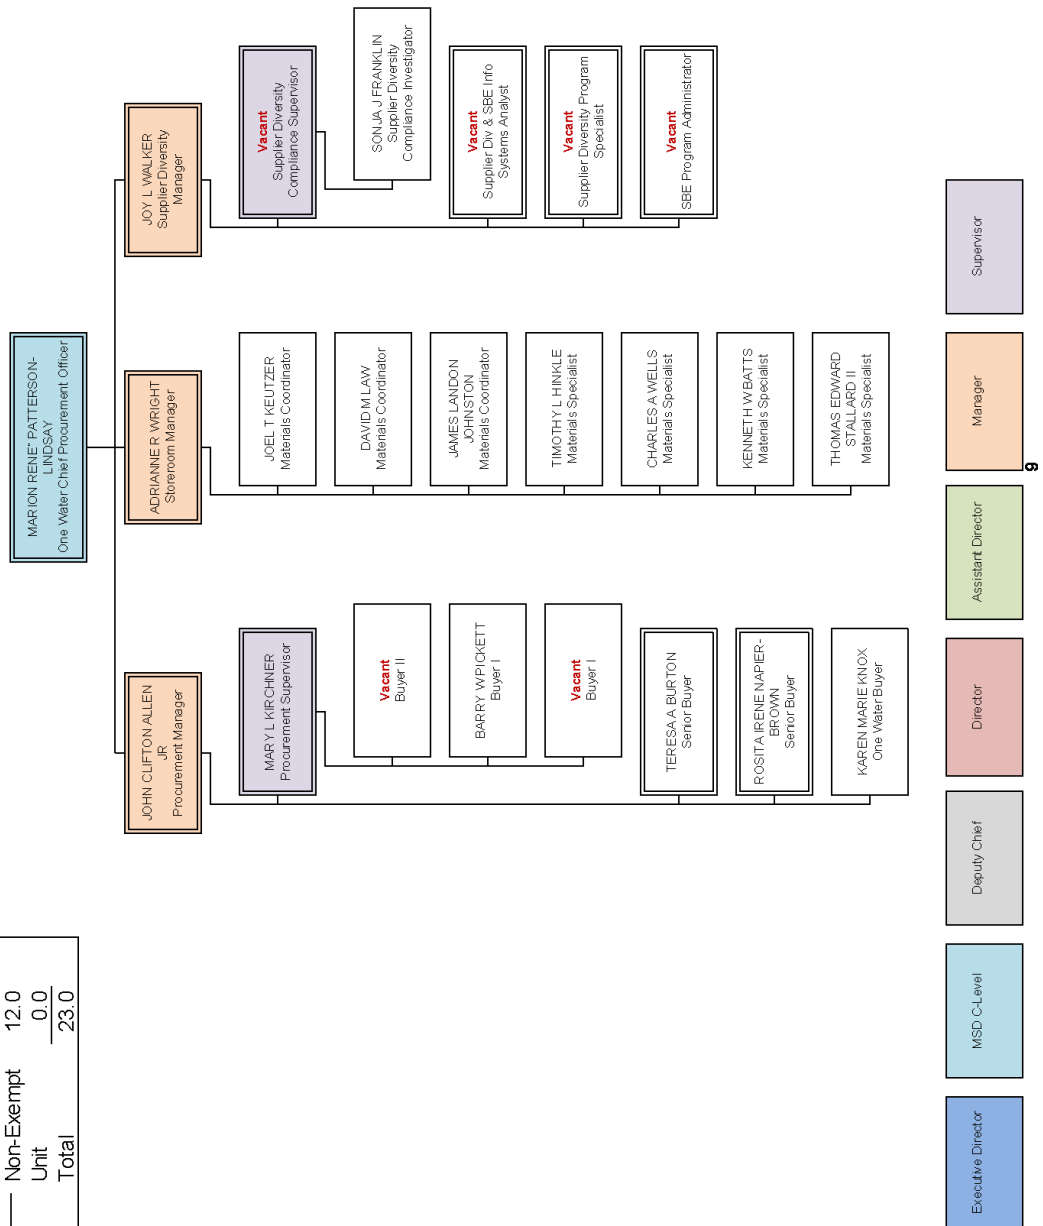 Non-Exempt 12.0
Unit 0.0
Total 23.0
MARION RENE' PATTERSON-
LINDSAY
One Water Chief Procurement Officer
JOHN CLIFTON ALLEN
JR
Procurement Manager
MARY L KIRCHNER
Procurement Supervisor
Vacant
Buyer II
BARRY W PICKETT
Buyer I
Vacant
Buyer I
TERESA A BURTON
Senior Buyer
ROSITA IRENE NAPIER-
BROWN
Senior Buyer
KAREN MARIE KNOX
One Water Buyer
ADRIANNE R WRIGHT
Storeroom Manager
JOEL T KEUTZER
Materials Coordinator
DAVID M LAW
Materials Coordinator
JAMES LANDON
JOHNSTON
Materials Coordinator
TIMOTHY L HINKLE
Materials Specialist
CHARLES A WELLS
Materials Specialist
KENNETH W BATTS
Materials Specialist
THOMAS EDWARD
STALLARD II
Materials Specialist
JOY L WALKER
Supplier Diversity
Manager
Vacant
Supplier Diversity
Compliance Supervisor
SONJA J FRANKLIN
Supplier Diversity
Compliance Investigator
Vacant
Supplier Div & SBE Info
Systems Analyst
Vacant
Supplier Diversity Program
Specialist
Vacant
SBE Program Administrator
Executive Director
MSD C-Level
Deputy Chief
Director
Assistant Director
Manager
Supervisor
9